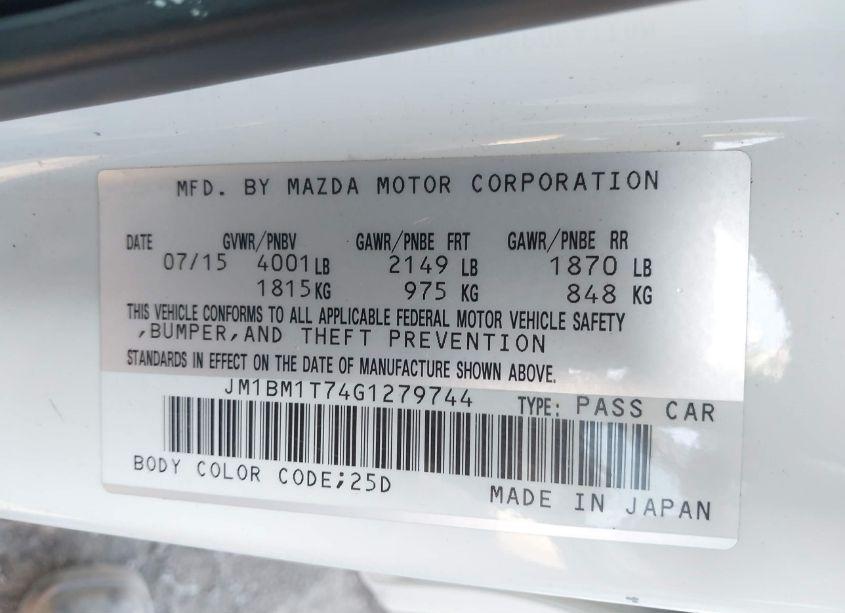 MFD. BY MAZDA MOTOR CORPORATION
DATE GVWR/PNBV GAWR/PNBE FRT GAWR/PNBE RR
07/15 4001 LB 2149 LB 1870 LB
1815 KG 975 KG 848 KG
THIS VEHICLE CONFORMS TO ALL APPLICABLE FEDERAL MOTOR VEHICLE SAFETY
,BUMPER,AND THEFT PREVENTION
STANDARDS IN EFFECT ON THE DATE OF MANUFACTURE SHOWN ABOVE.
JM1BM1T74G1279744 TYPE: PASS CAR
BODY COLOR CODE;25D
MADE IN JAPAN